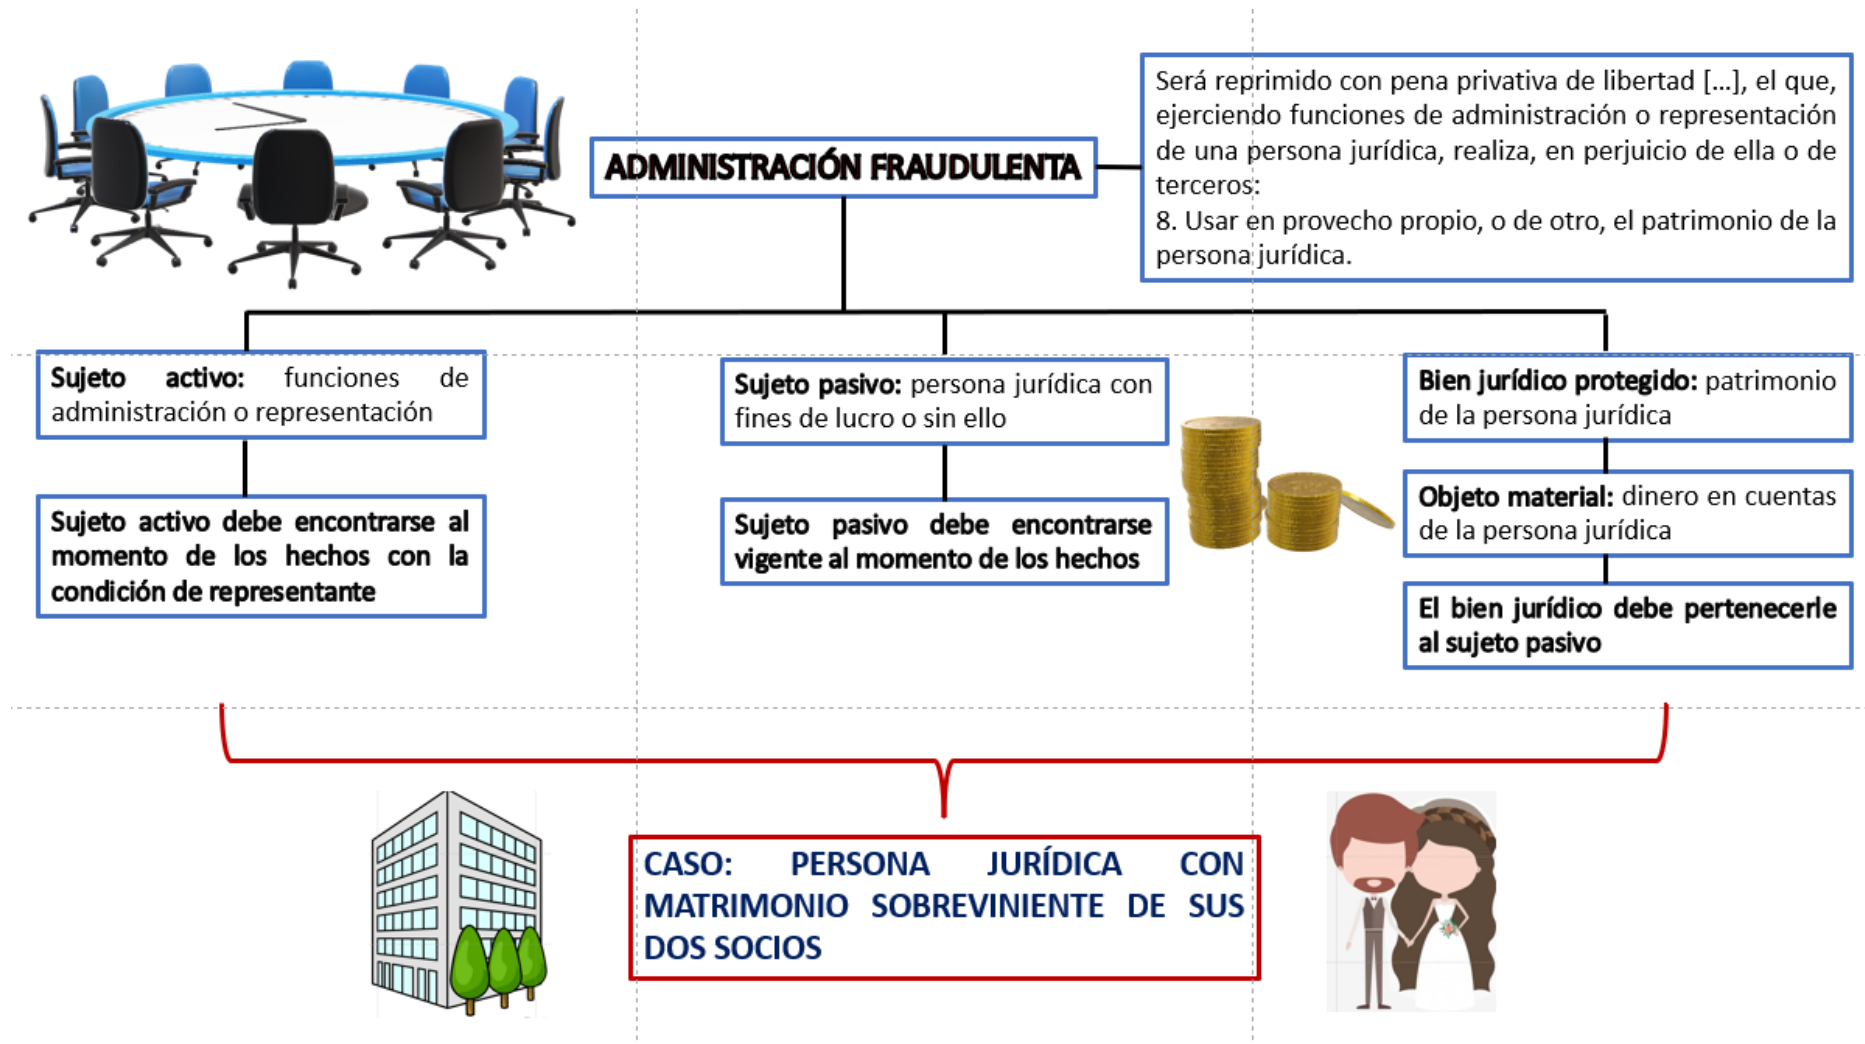 Será reprimido con pena privativa de libertad [...], el que,
ejerciendo funciones de administración o representación
de una persona jurídica, realiza, en perjuicio de ella o de
terceros:
8. Usar en provecho propio, o de otro, el patrimonio de la
persona jurídica.
ADMINISTRACIÓN FRAUDULENTA
Sujeto activo: funciones de
administración o representación
Sujeto activo debe encontrarse al
momento de los hechos con la
condición de representante
Sujeto pasivo: persona jurídica con
fines de lucro o sin ello
Sujeto pasivo debe encontrarse
vigente al momento de los hechos
Bien jurídico protegido: patrimonio
de la persona jurídica
Objeto material: dinero en cuentas
de la persona jurídica
El bien jurídico debe pertenecerle
al sujeto pasivo
CASO: PERSONA JURÍDICA CON
MATRIMONIO SOBREVINIENTE DE SUS
DOS SOCIOS